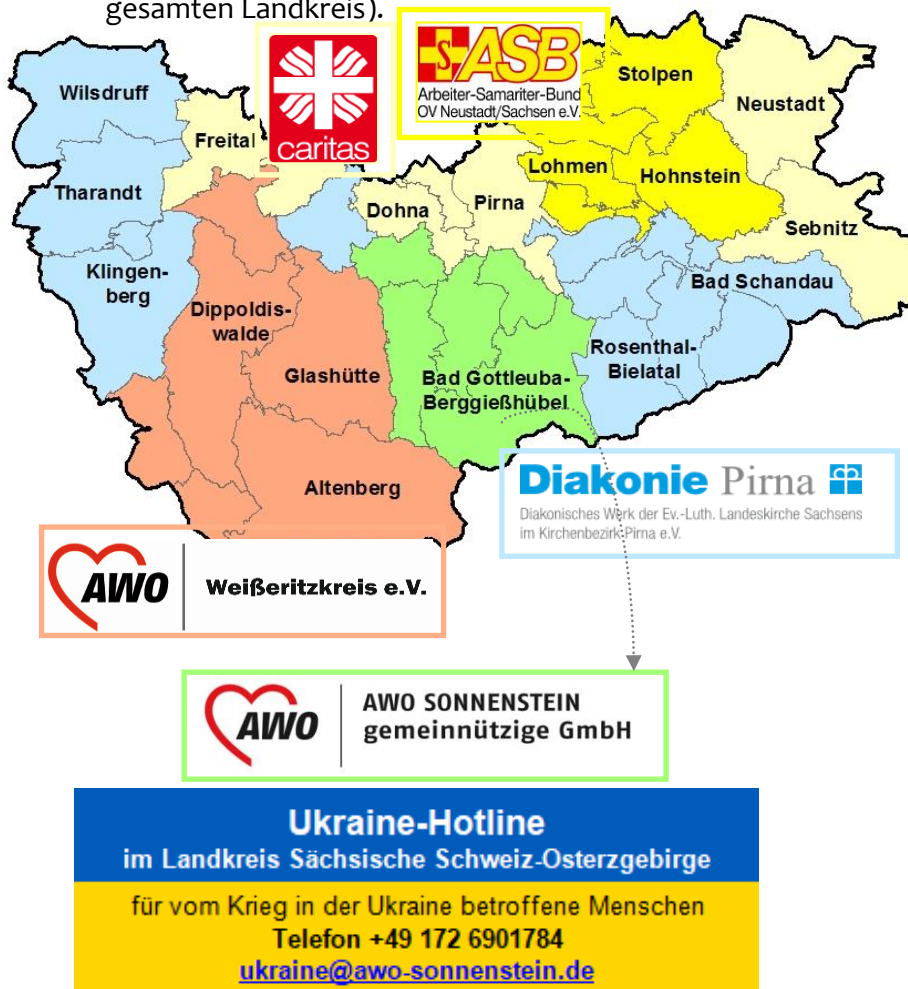 gesamten Landkreis).
caritas
S ASB
Arbeiter-Samariter-Bund
OV Neustadt/Sachsen e.V.
Wilsdruff
Freital
Stolpen
Neustadt
Tharandt
Dohna
Pirna
Lohmen
Hohnstein
Sebnitz
Klingen-
berg
Bad Schandau
Dippoldis-
walde
Glashütte
Bad Gottleuba-
Berggießhübel
Rosenthal-
Bielatal
Altenberg
Diakonie Pirna
Diakonisches Werk der Ev.-Luth. Landeskirche Sachsens
im Kirchenbezirk Pirna e.V.
AWO Weißeritzkreis e.V.
AWO AWO SONNENSTEIN
gemeinnützige GmbH
Ukraine-Hotline
im Landkreis Sächsische Schweiz-Osterzgebirge
für vom Krieg in der Ukraine betroffene Menschen
Telefon +49 172 6901784
ukraine@awo-sonnenstein.de